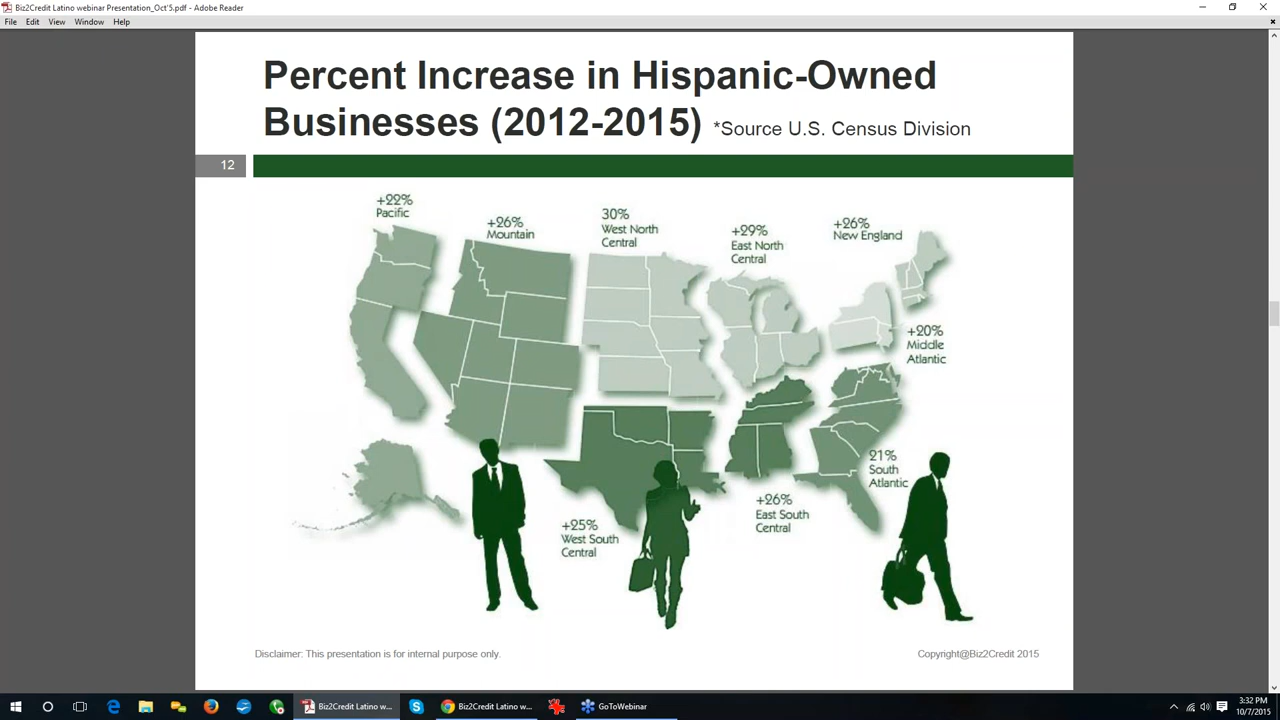 Biz2Credit Latino webinar Presentation_Oct'5.pdf - Adobe Reader
File Edit View Window Help
Percent Increase in Hispanic-Owned
Businesses (2012-2015) *Source U.S. Census Division
12
+22%
Pacific
+26%
Mountain
30%
West North
Central
+29%
East North
Central
+26%
New England
+20%
Middle
Atlantic
21%
South
Atlantic
+26%
East South
Central
+25%
West South
Central
Disclaimer: This presentation is for internal purpose only.
Copyright@Biz2Credit 2015
Biz2Credit Latino w...
Biz2Credit Latino w...
GoToWebinar
3:32 PM
10/7/2015